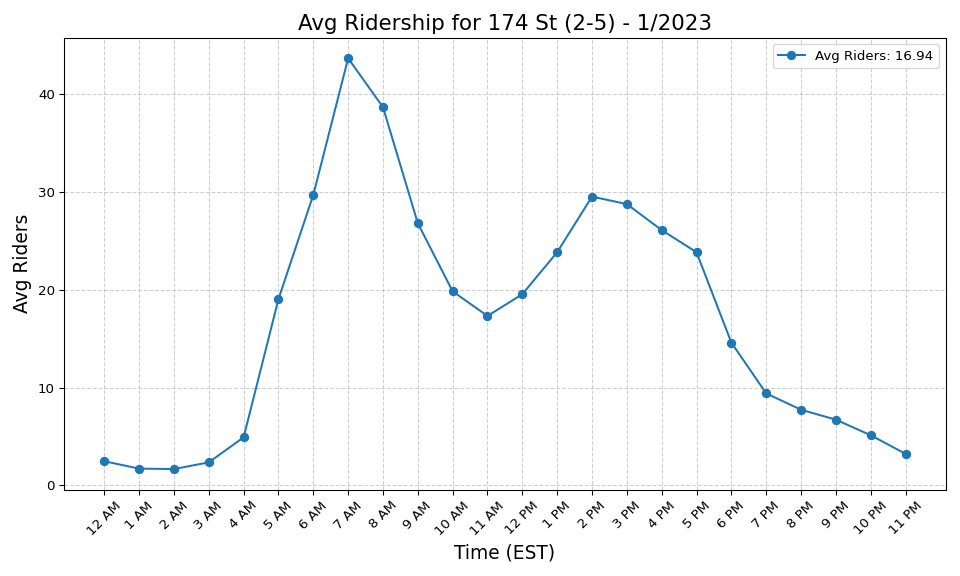 Avg Ridership for 174 St (2-5) - 1/2023
Avg Riders: 16.94
Avg Riders
40
30
20
10
0
12 AM
1 AM
2 AM
3 AM
4 AM
5 AM
6 AM
7 AM
8 AM
9 AM
10 AM
11 AM
12 PM
1 PM
2 PM
3 PM
4 PM
5 PM
6 PM
7 PM
8 PM
9 PM
10 PM
11 PM
Time (EST)